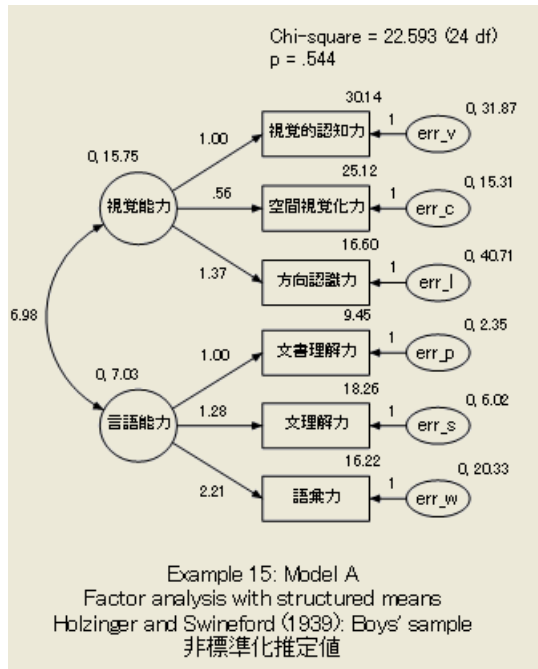 Chi-square = 22.593 (24 df)
p = .544
30.14
0, 31.87
視覚的認知力
1
err_v
1.00
0, 15.75
25.12
0, 15.31
視覚能力
.56
空間視覚化力
1
err_c
16.60
0, 40.71
1.37
方向認識力
1
err_l
6.98
9.45
0, 2.35
1.00
文書理解力
1
err_p
0, 7.03
18.26
0, 6.02
言語能力
1.28
文理解力
1
err_s
16.22
0, 20.33
2.21
語彙力
1
err_w
Example 15: Model A
Factor analysis with structured means
Holzinger and Swineford (1939): Boys' sample
非標準化推定値